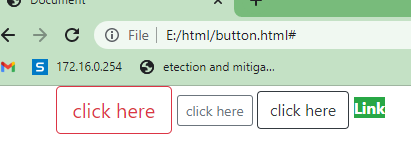 Document
File | E:/html/button.html#
172.16.0.254 etection and mitiga...
click here click here click here Link